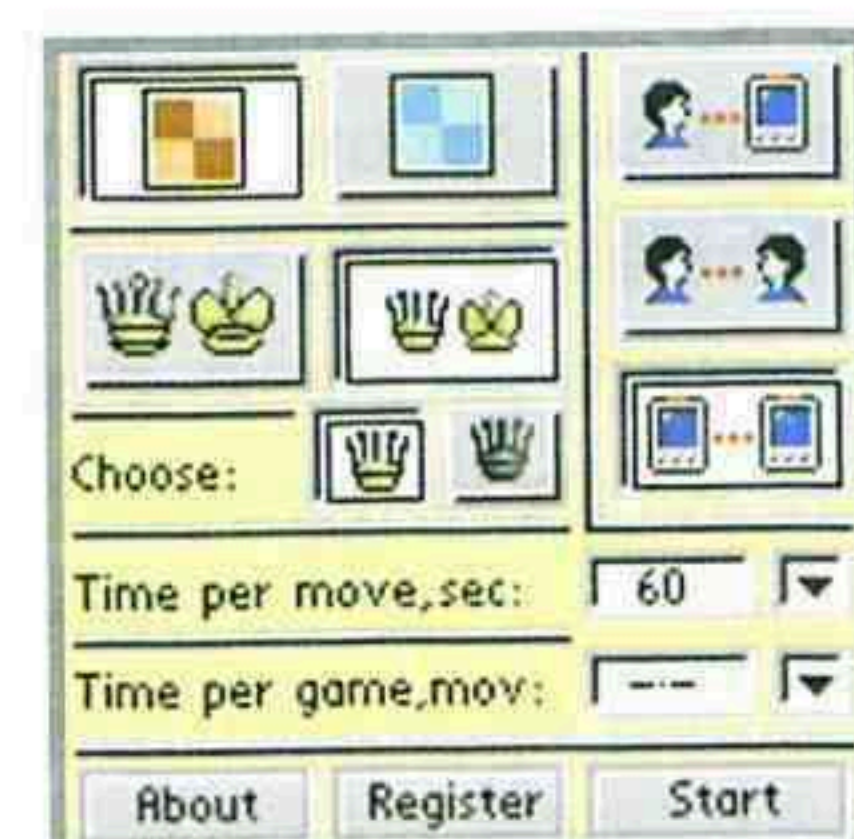 Choose:
Time per move,sec: 60
Time per game,mov: --.--
About Register Start